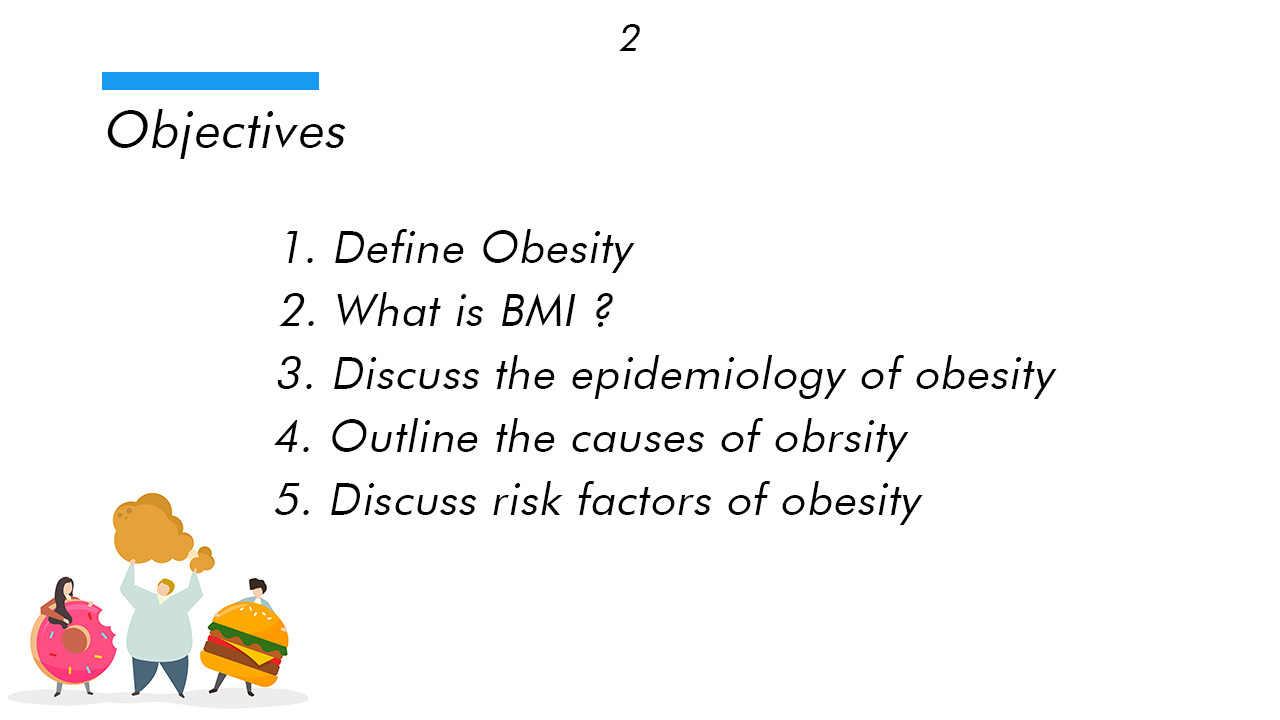 2
Objectives
1. Define Obesity
2. What is BMI ?
3. Discuss the epidemiology of obesity
4. Outline the causes of obrsity
5. Discuss risk factors of obesity